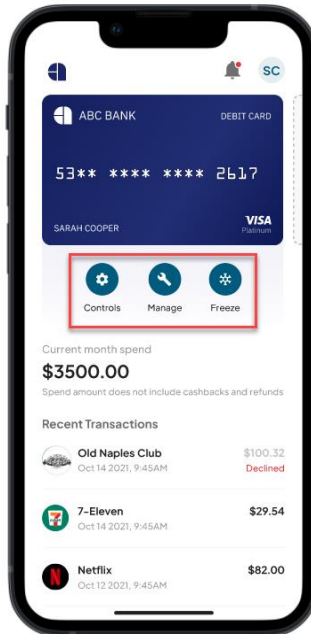 SC
ABC BANK
DEBIT CARD
53** **** **** 2617
SARAH COOPER
VISA
Platinum
Controls
Manage
Freeze
Current month spend
$3500.00
Spend amount does not include cashbacks and refunds
Recent Transactions
Old Naples Club
$100.32
Oct 14 2021, 9:45AM
Declined
7-Eleven
$29.54
Oct 14 2021, 9:45AM
Netflix
$82.00
Oct 12 2021, 9:45AM